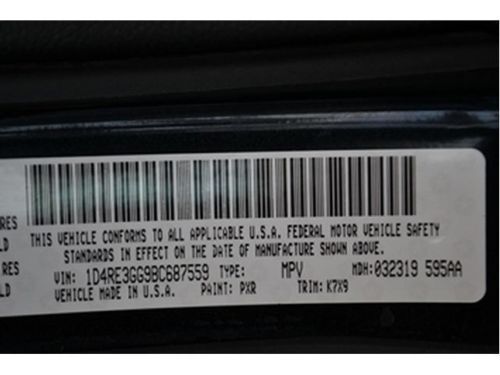 RES
LD
THIS VEHICLE CONFORMS TO ALL APPLICABLE U.S.A. FEDERAL MOTOR VEHICLE SAFETY
STANDARDS IN EFFECT ON THE DATE OF MANUFACTURE SHOWN ABOVE.
RES
LD
VIN: 1D4RE3GG9BC687559 TYPE: MPV MDH: 032319 595AA
VEHICLE MADE IN U.S.A. PAINT: PXR TRIM: K7X9